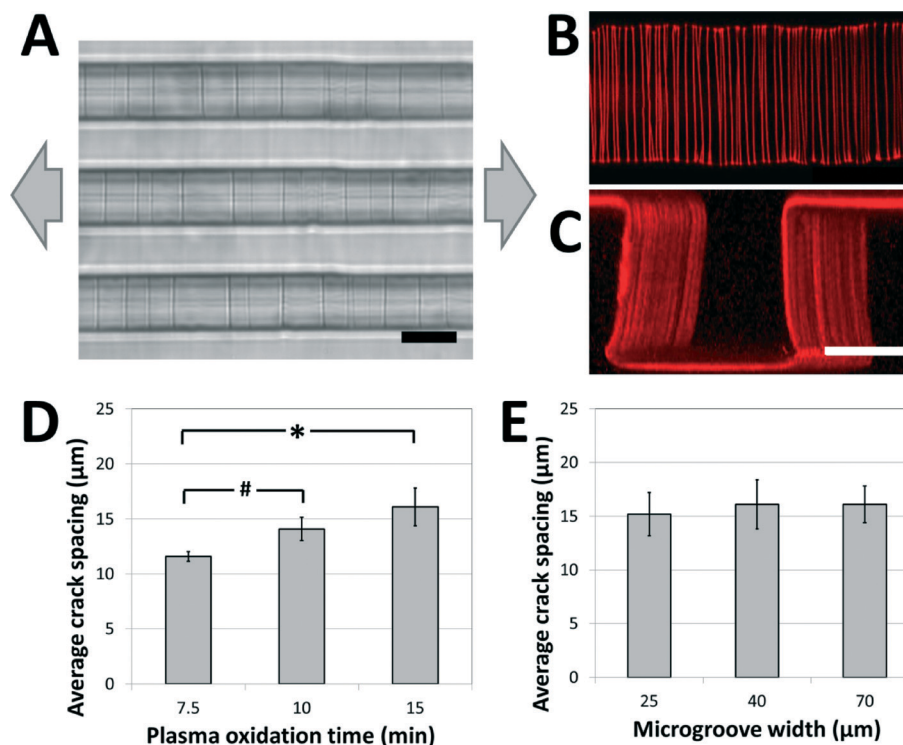 A
B
C
D
25
20
15
10
5
0
Average crack spacing (µm)
*
#
7.5 10 15
Plasma oxidation time (min)
E
25
20
15
10
5
0
Average crack spacing (µm)
25 40 70
Microgroove width (µm)